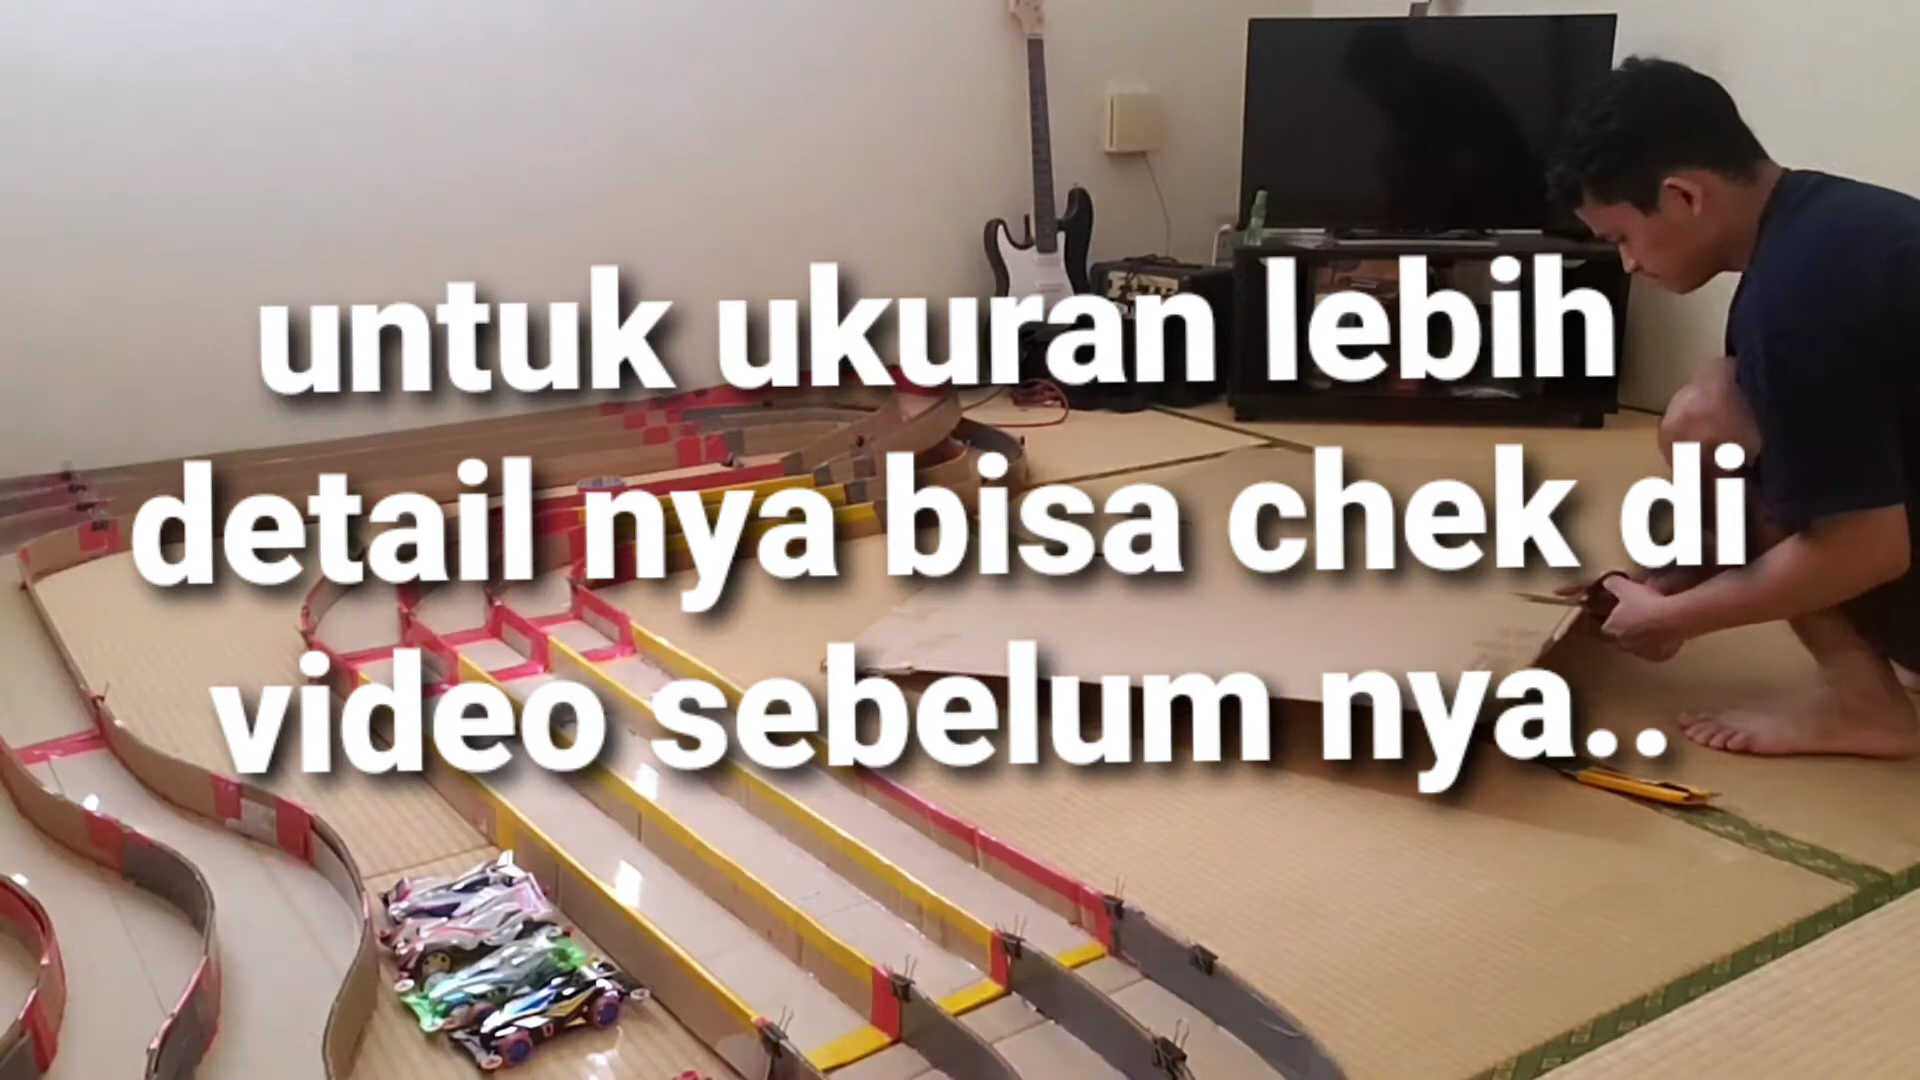 untuk ukuran lebih
detail nya bisa chek di
video sebelum nya..